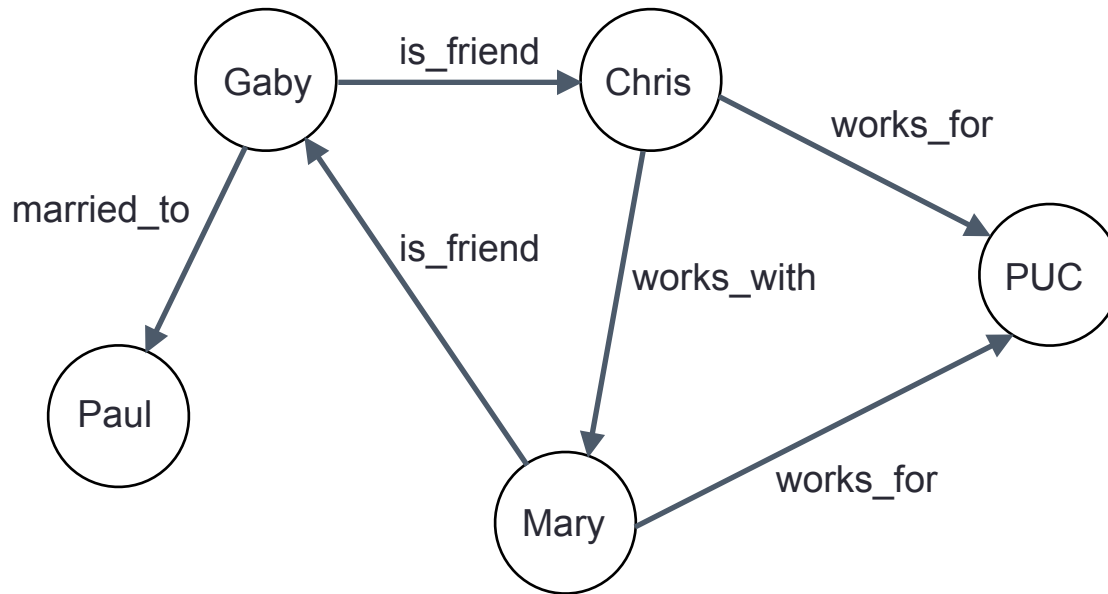 is_friend
Gaby
Chris
works_for
married_to
is_friend
works_with
PUC
Paul
works_for
Mary